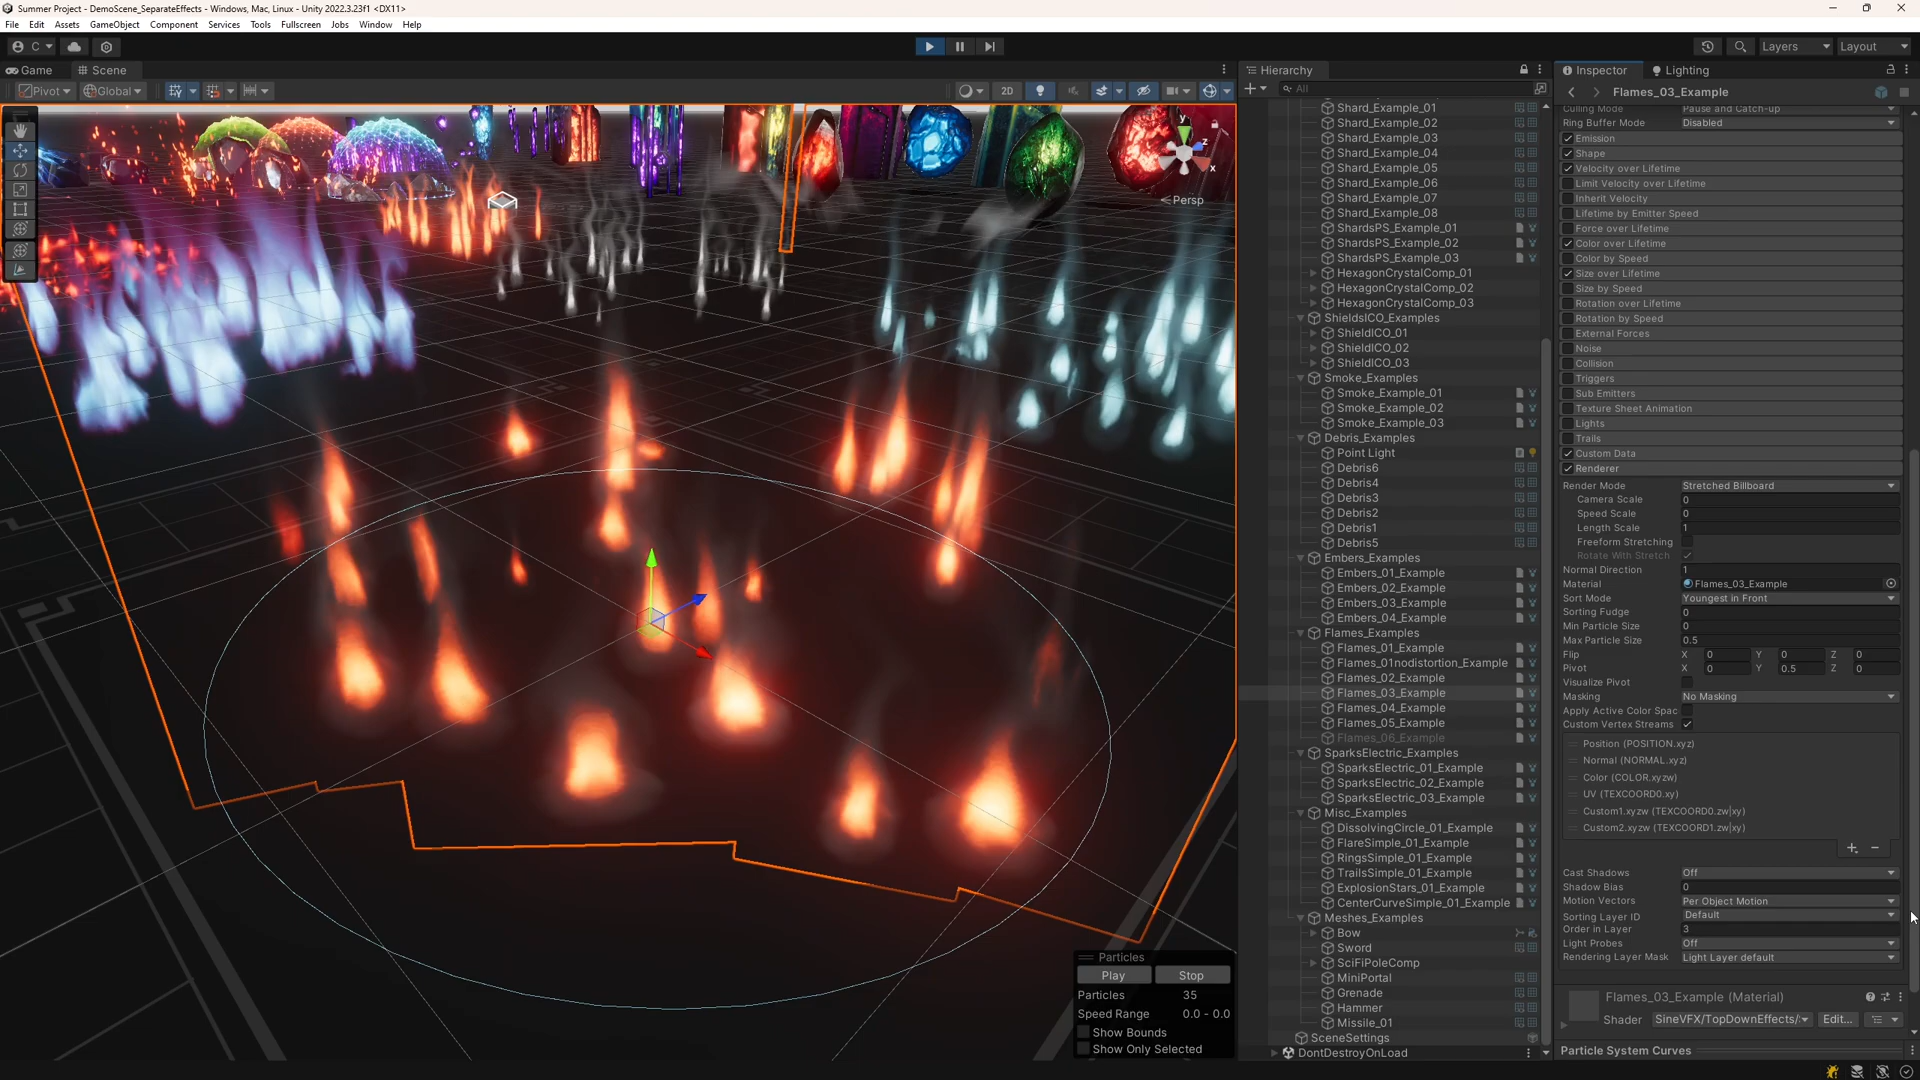 Summer Project - DemoScene_SeparateEffects - Windows, Mac, Linux - Unity 2022.3.23f1 <DX11>
File Edit Assets GameObject Component Services Tools Fullscreen Jobs Window Help
C
Layers Layout
Game Scene
Pivot Global 2D
y
z
x
Persp
Particles
Play Stop
Particles 35
Speed Range 0.0 - 0.0
Show Bounds
Show Only Selected
Hierarchy
All
Shard_Example_01
Shard_Example_02
Shard_Example_03
Shard_Example_04
Shard_Example_05
Shard_Example_06
Shard_Example_07
Shard_Example_08
ShardsPS_Example_01
ShardsPS_Example_02
ShardsPS_Example_03
HexagonCrystalComp_01
HexagonCrystalComp_02
HexagonCrystalComp_03
ShieldsICO_Examples
ShieldICO_01
ShieldICO_02
ShieldICO_03
Smoke_Examples
Smoke_Example_01
Smoke_Example_02
Smoke_Example_03
Debris_Examples
Point Light
Debris6
Debris4
Debris3
Debris2
Debris1
Debris5
Embers_Examples
Embers_01_Example
Embers_02_Example
Embers_03_Example
Embers_04_Example
Flames_Examples
Flames_01_Example
Flames_01nodistortion_Example
Flames_02_Example
Flames_03_Example
Flames_04_Example
Flames_05_Example
Flames_06_Example
SparksElectric_Examples
SparksElectric_01_Example
SparksElectric_02_Example
SparksElectric_03_Example
Misc_Examples
DissolvingCircle_01_Example
FlareSimple_01_Example
RingsSimple_01_Example
TrailsSimple_01_Example
ExplosionStars_01_Example
CenterCurveSimple_01_Example
Meshes_Examples
Bow
Sword
SciFiPoleComp
MiniPortal
Grenade
Hammer
Missile_01
SceneSettings
DontDestroyOnLoad
Inspector Lighting
Flames_03_Example
Culling Mode Pause and Catch-up
Ring Buffer Mode Disabled
Emission
Shape
Velocity over Lifetime
Limit Velocity over Lifetime
Inherit Velocity
Lifetime by Emitter Speed
Force over Lifetime
Color over Lifetime
Color by Speed
Size over Lifetime
Size by Speed
Rotation over Lifetime
Rotation by Speed
External Forces
Noise
Collision
Triggers
Sub Emitters
Texture Sheet Animation
Lights
Trails
Custom Data
Renderer
Render Mode Stretched Billboard
Camera Scale 0
Speed Scale 0
Length Scale 1
Freeform Stretching
Rotate With Stretch
Normal Direction 1
Material Flames_03_Example
Sort Mode Youngest in Front
Sorting Fudge 0
Min Particle Size 0
Max Particle Size 0.5
Flip X 0 Y 0 Z 0
Pivot X 0 Y 0.5 Z 0
Visualize Pivot
Masking No Masking
Apply Active Color Spac
Custom Vertex Streams
Position (POSITION.xyz)
Normal (NORMAL.xyz)
Color (COLOR.xyzw)
UV (TEXCOORD0.xy)
Custom1.xyzw (TEXCOORD0.zw|xy)
Custom2.xyzw (TEXCOORD1.zw|xy)
Cast Shadows Off
Shadow Bias 0
Motion Vectors Per Object Motion
Sorting Layer ID Default
Order in Layer 3
Light Probes Off
Rendering Layer Mask Light Layer default
Flames_03_Example (Material)
Shader SineVFX/TopDownEffects/ Edit...
Particle System Curves